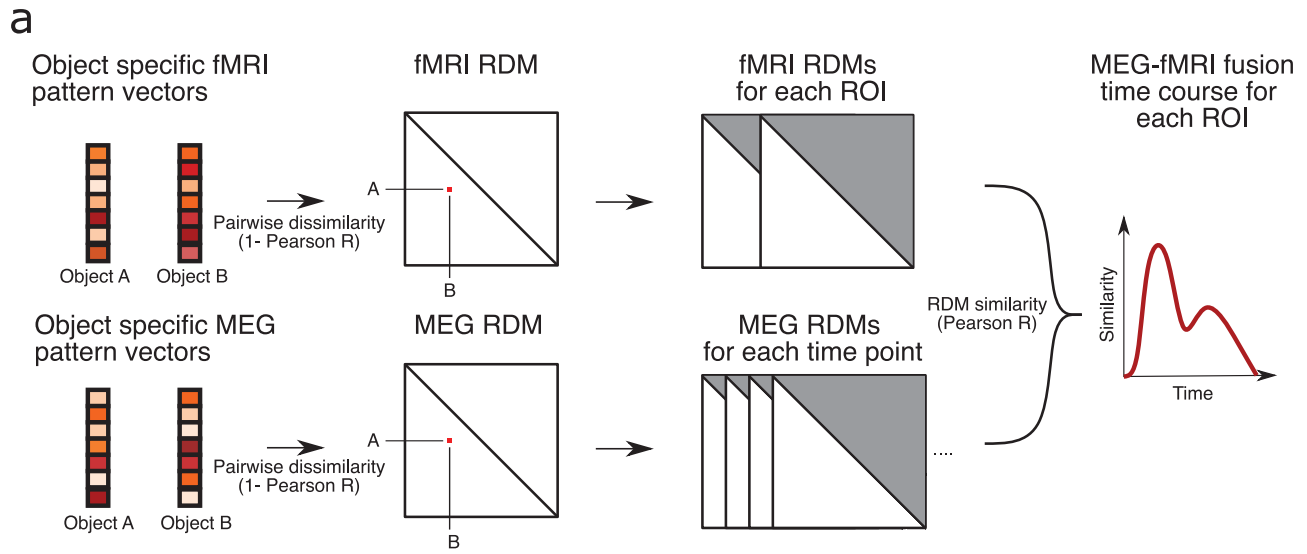 a
Object specific fMRI
pattern vectors
Object A
Object B
Pairwise dissimilarity
(1- Pearson R)
fMRI RDM
A
B
fMRI RDMs
for each ROI
MEG-fMRI fusion
time course for
each ROI
Object specific MEG
pattern vectors
Object A
Object B
Pairwise dissimilarity
(1- Pearson R)
MEG RDM
A
B
MEG RDMs
for each time point
....
RDM similarity
(Pearson R)
Similarity
Time